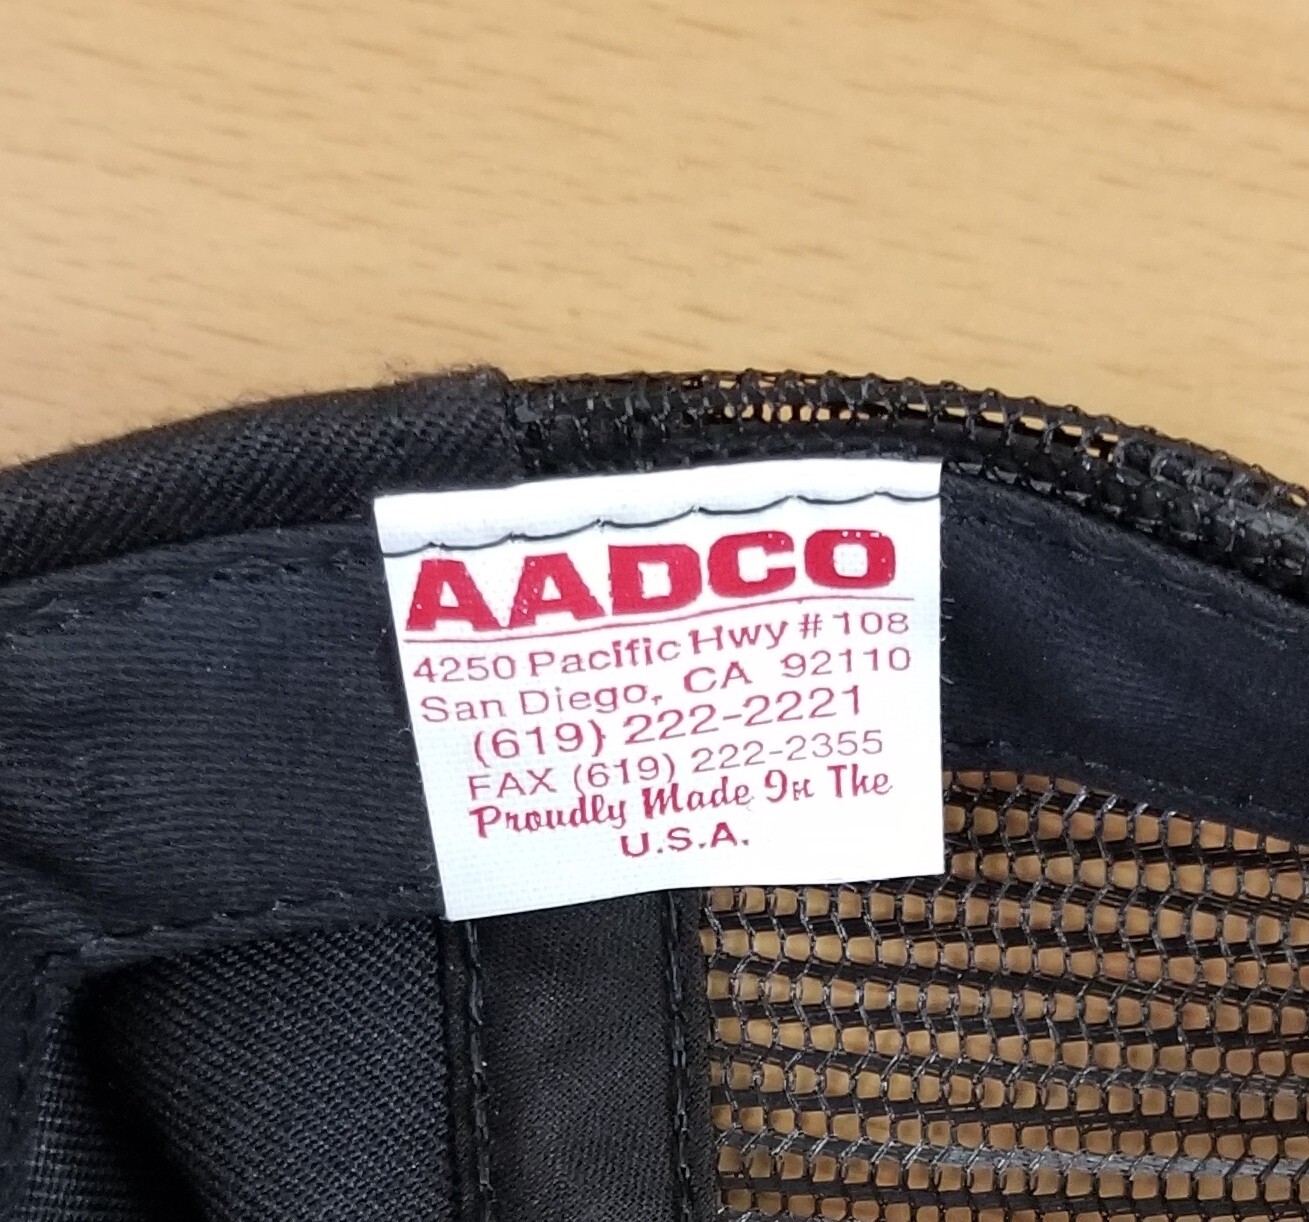 AADCO
4250 Pacific Hwy # 108
San Diego, CA 92110
(619) 222-2221
FAX (619) 222-2355
Proudly Made In The
U.S.A.